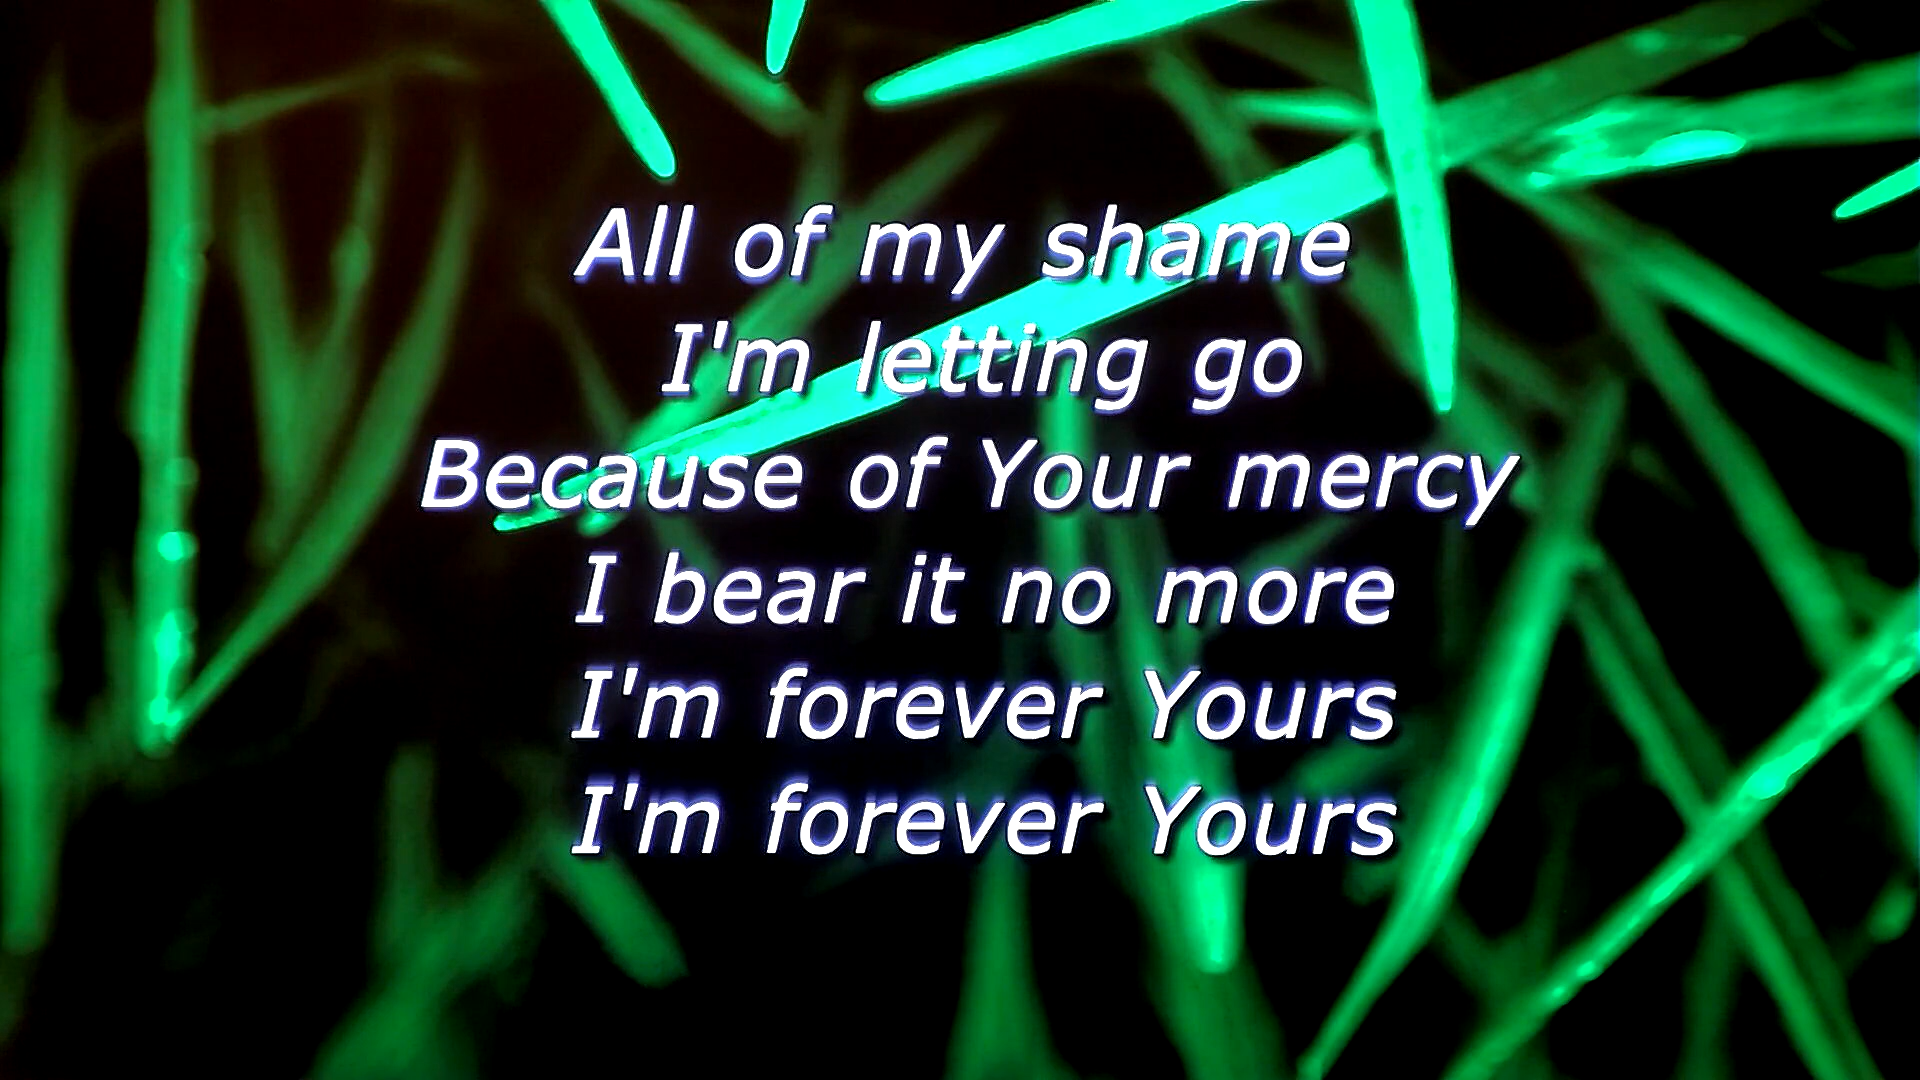 All of my shame
I'm letting go
Because of Your mercy
I bear it no more
I'm forever Yours
I'm forever Yours